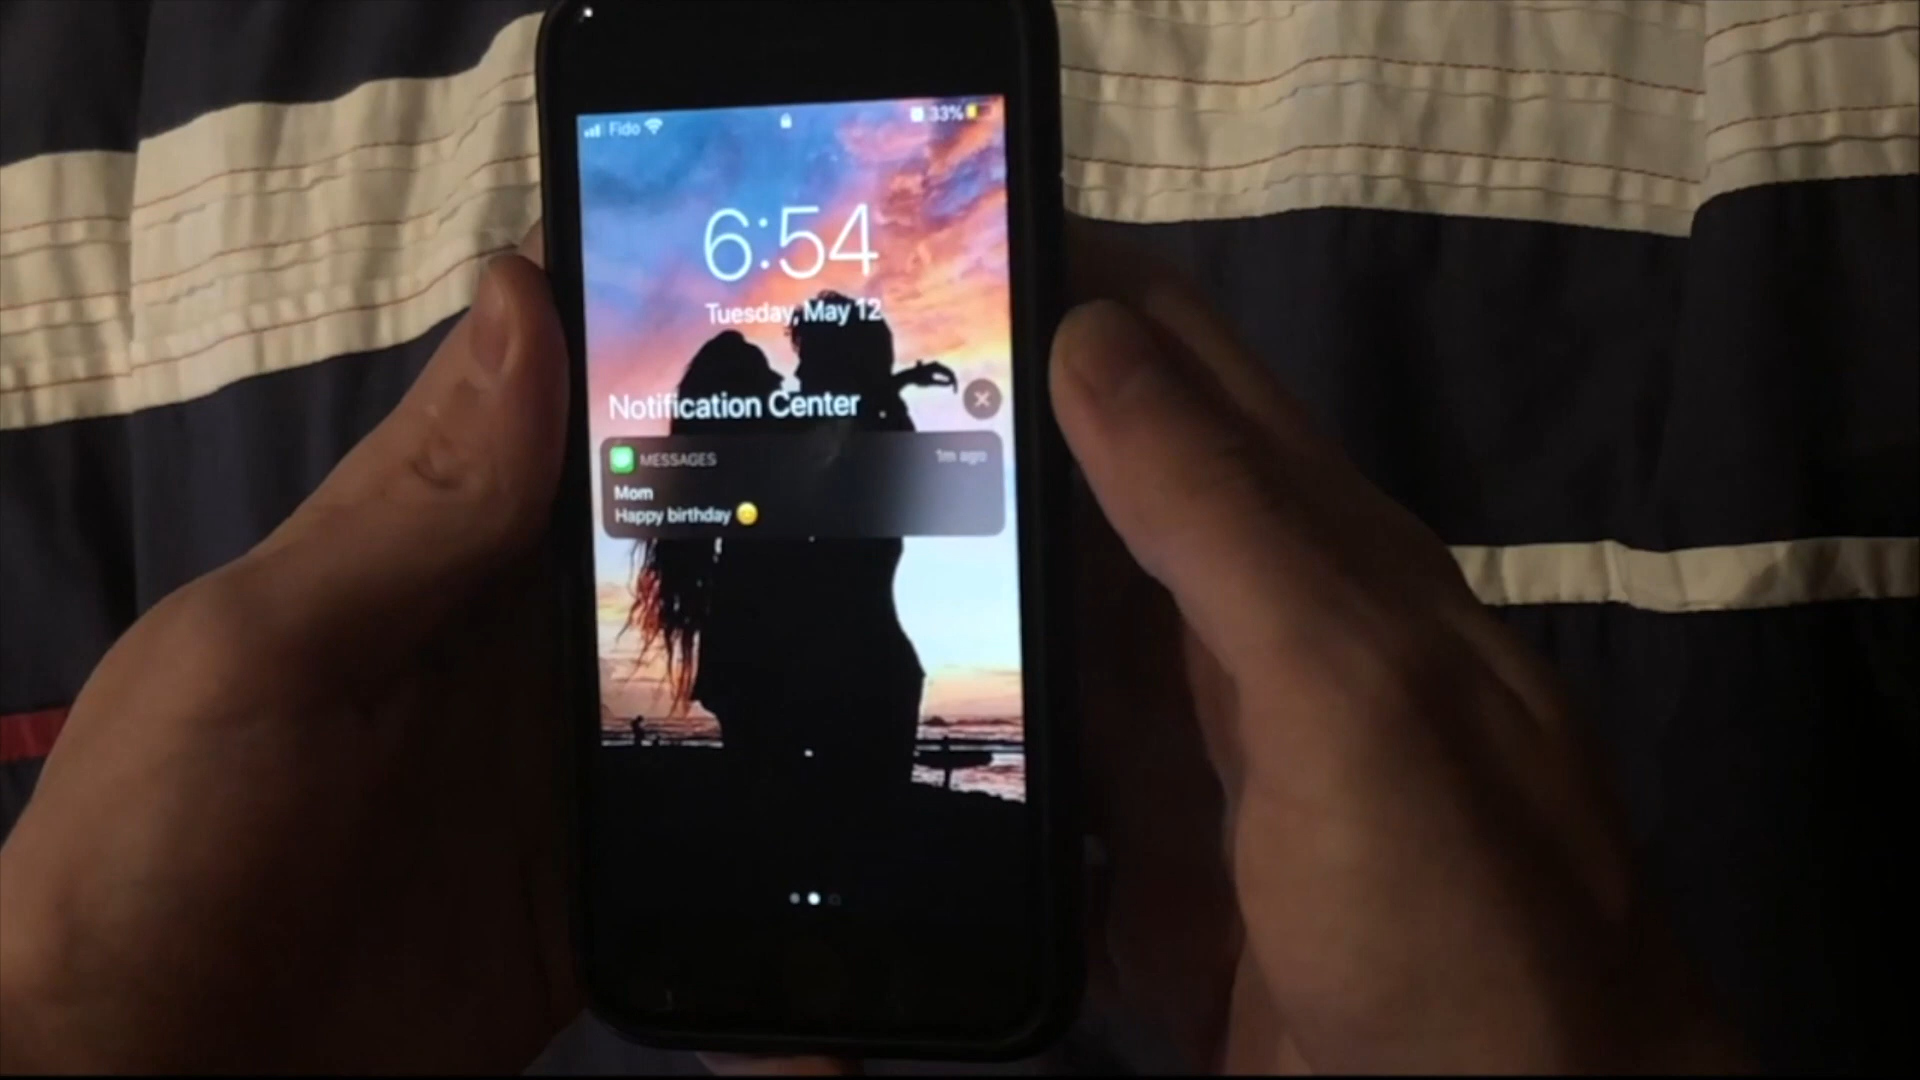 Fido 33%
6:54
Tuesday, May 12
Notification Center
MESSAGES 1m ago
Mom
Happy birthday 😊